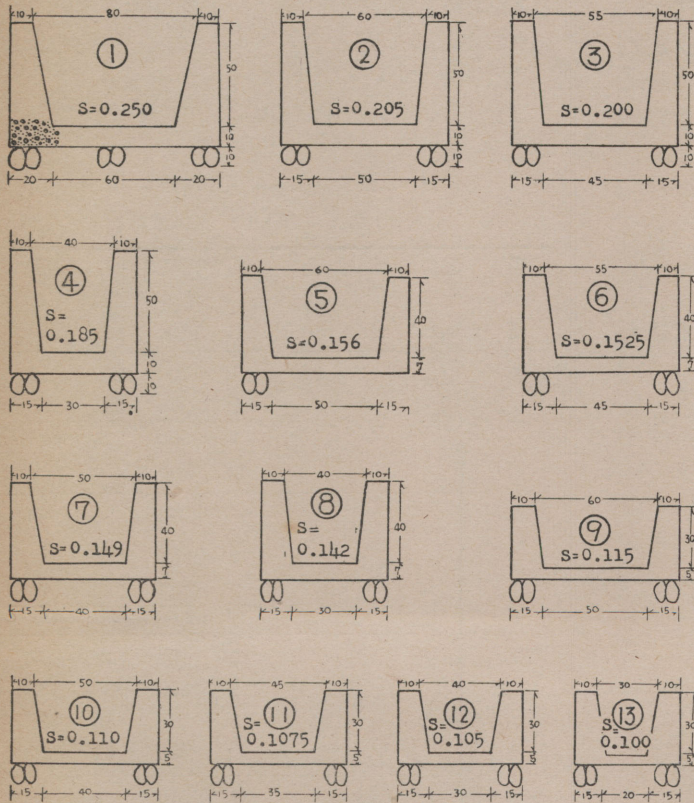 10 80 10
①
50
S=0.250
10
10
20 60 20
10 60 10
②
50
S=0.205
10
10
15 50 15
10 55 10
③
50
S=0.200
10
10
15 45 15
10 40 10
④
50
S=
0.185
10
10
15 30 15
10 60 10
⑤
40
S=0.156
7
15 50 15
10 55 10
⑥
40
S=0.1525
7
15 45 15
10 50 10
⑦
40
S=0.149
7
15 40 15
10 40 10
⑧
40
S=
0.142
7
15 30 15
10 60 10
⑨
30
S=0.115
5
15 50 15
10 50 10
⑩
30
S=0.110
5
15 40 15
10 45 10
⑪
30
S=
0.1075
5
15 35 15
10 40 10
⑫
30
S=
0.105
5
15 30 15
10 30 10
⑬
30
S=
0.100
5
15 20 15